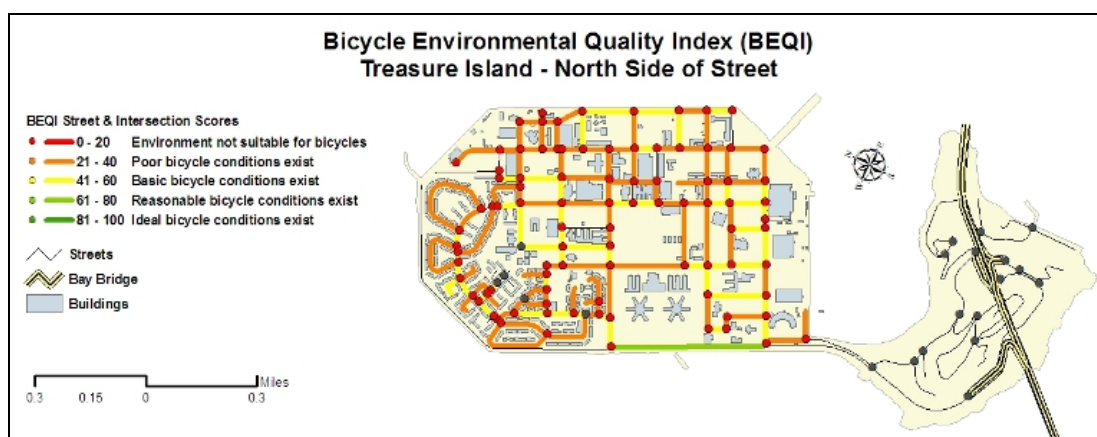 Bicycle Environmental Quality Index (BEQI)
Treasure Island - North Side of Street
BEQI Street & Intersection Scores
0 - 20 Environment not suitable for bicycles
21 - 40 Poor bicycle conditions exist
41 - 60 Basic bicycle conditions exist
61 - 80 Reasonable bicycle conditions exist
81 - 100 Ideal bicycle conditions exist
Streets
Bay Bridge
Buildings
Miles
0.3 0.15 0 0.3